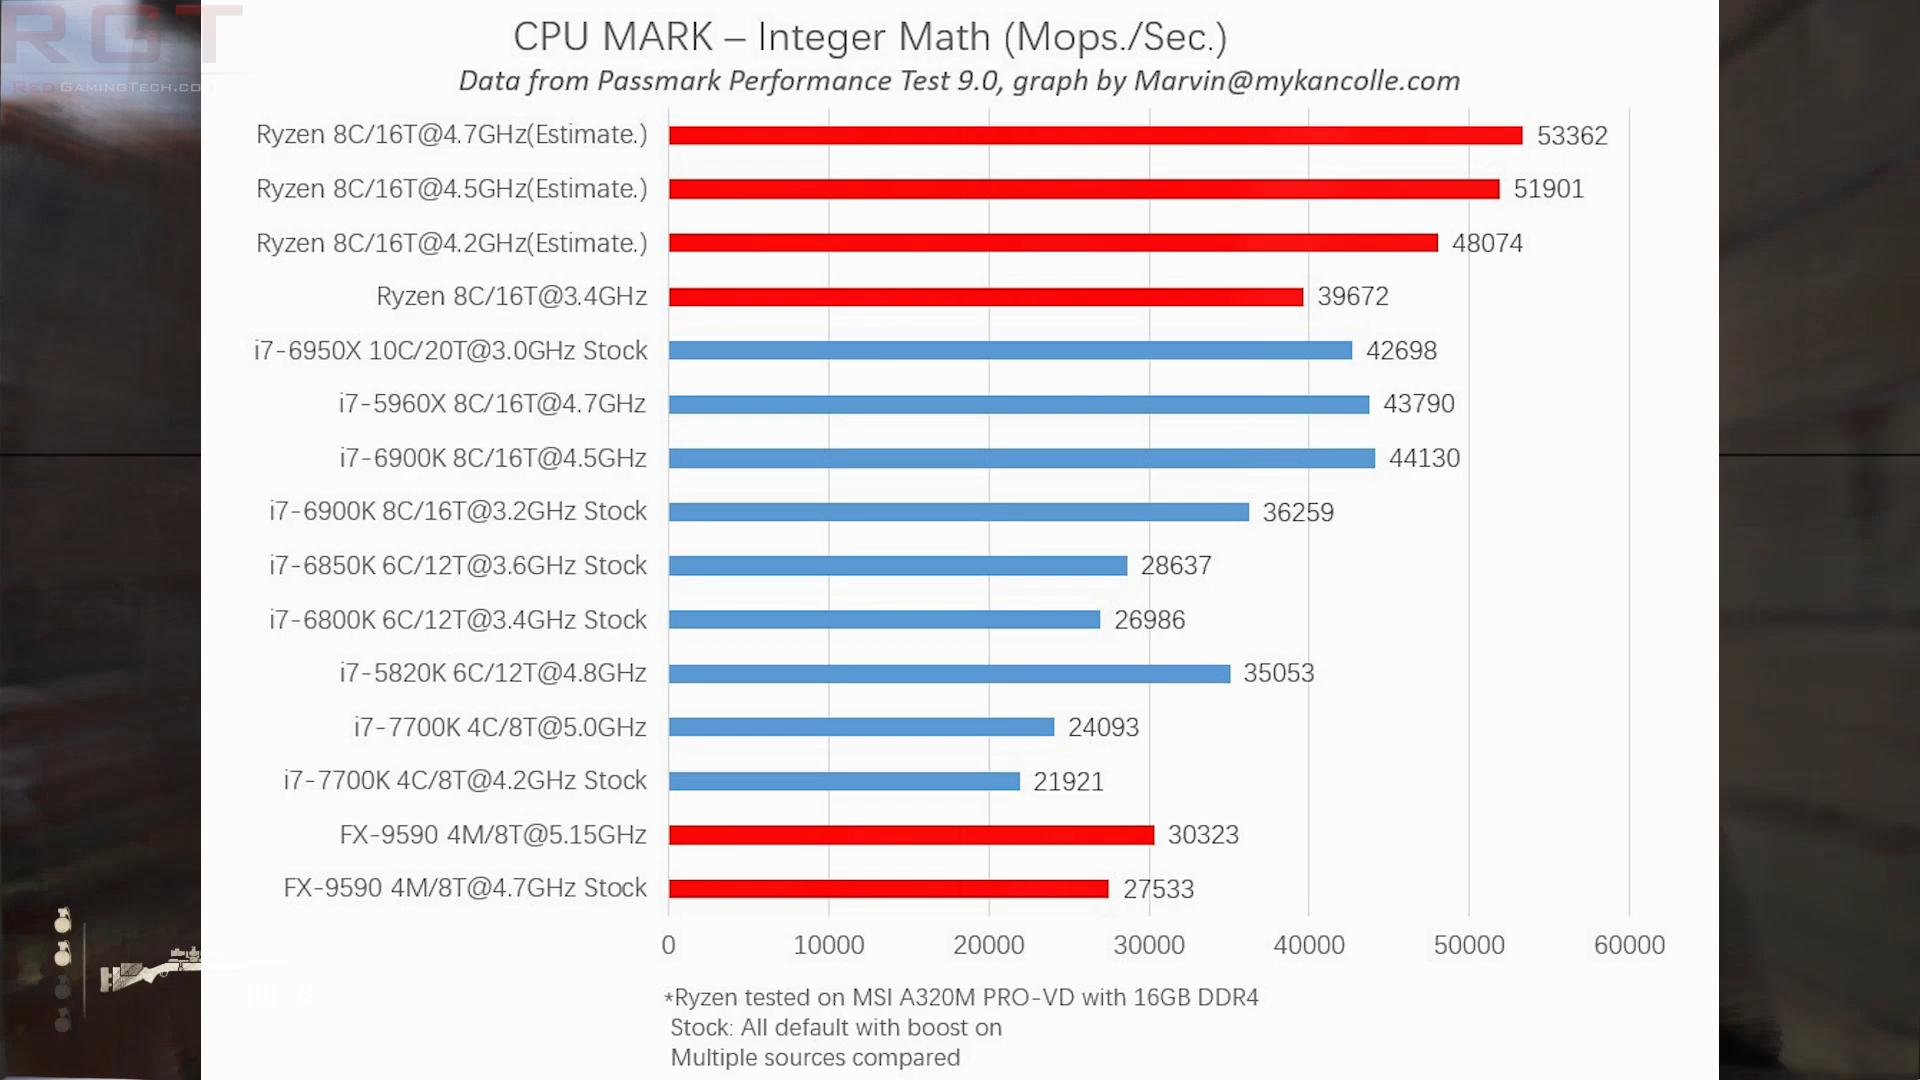 RGT
REDGAMINGTECH.CO
CPU MARK – Integer Math (Mops./Sec.)
Data from Passmark Performance Test 9.0, graph by Marvin@mykancolle.com
Ryzen 8C/16T@4.7GHz(Estimate.) 53362
Ryzen 8C/16T@4.5GHz(Estimate.) 51901
Ryzen 8C/16T@4.2GHz(Estimate.) 48074
Ryzen 8C/16T@3.4GHz 39672
i7-6950X 10C/20T@3.0GHz Stock 42698
i7-5960X 8C/16T@4.7GHz 43790
i7-6900K 8C/16T@4.5GHz 44130
i7-6900K 8C/16T@3.2GHz Stock 36259
i7-6850K 6C/12T@3.6GHz Stock 28637
i7-6800K 6C/12T@3.4GHz Stock 26986
i7-5820K 6C/12T@4.8GHz 35053
i7-7700K 4C/8T@5.0GHz 24093
i7-7700K 4C/8T@4.2GHz Stock 21921
FX-9590 4M/8T@5.15GHz 30323
FX-9590 4M/8T@4.7GHz Stock 27533
0 10000 20000 30000 40000 50000 60000
*Ryzen tested on MSI A320M PRO-VD with 16GB DDR4
Stock: All default with boost on
Multiple sources compared